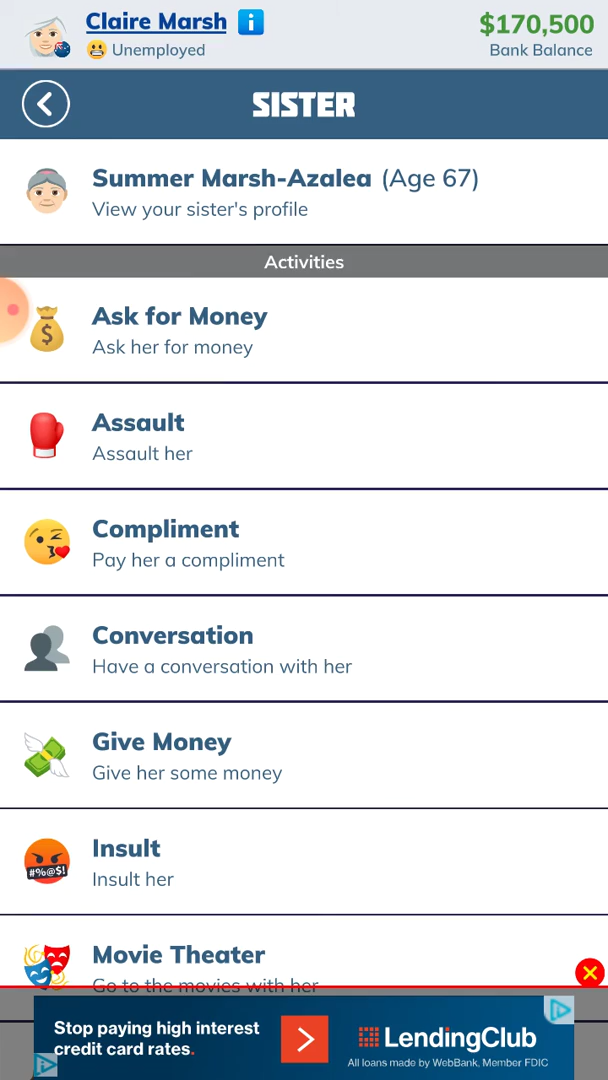 Claire Marsh i
Unemployed
$170,500
Bank Balance
SISTER
Summer Marsh-Azalea (Age 67)
View your sister's profile
Activities
Ask for Money
Ask her for money
Assault
Assault her
Compliment
Pay her a compliment
Conversation
Have a conversation with her
Give Money
Give her some money
#%@$!
Insult
Insult her
Movie Theater
Go to the movies with her
Stop paying high interest
credit card rates.
LendingClub
All loans made by WebBank, Member FDIC